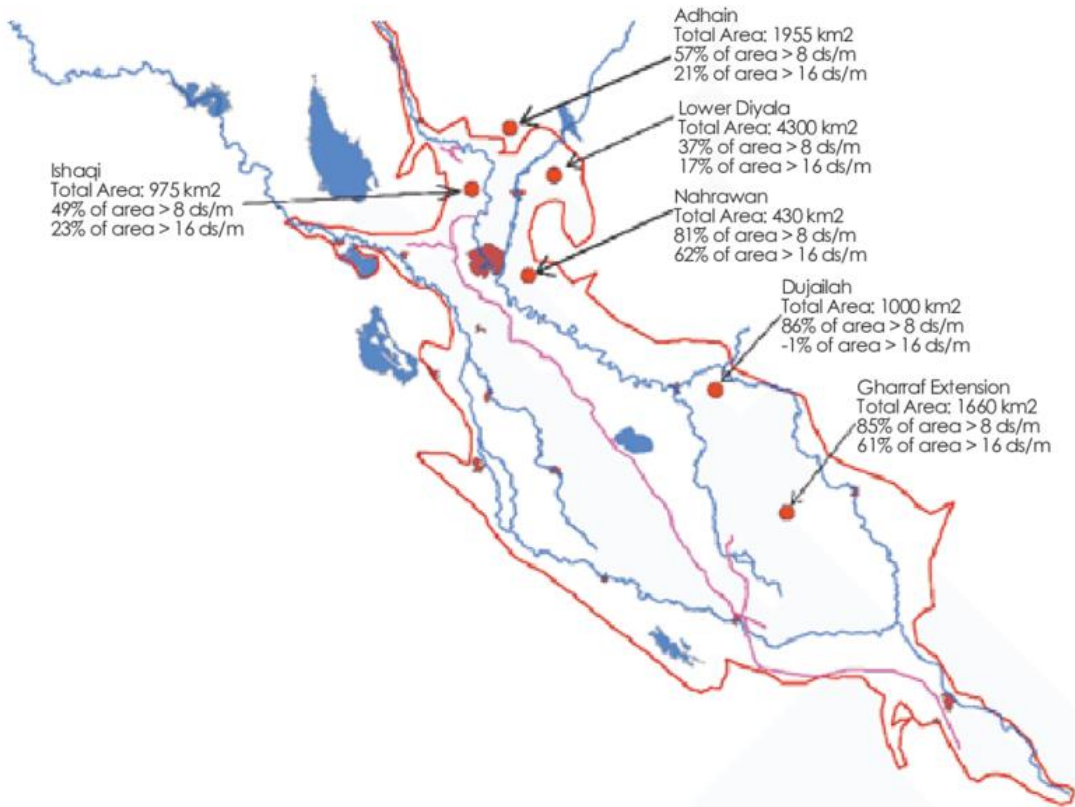 Adhain
Total Area: 1955 km2
57% of area > 8 ds/m
21% of area > 16 ds/m
Lower Diyala
Total Area: 4300 km2
37% of area > 8 ds/m
17% of area > 16 ds/m
Ishaqi
Total Area: 975 km2
49% of area > 8 ds/m
23% of area > 16 ds/m
Nahrawan
Total Area: 430 km2
81% of area > 8 ds/m
62% of area > 16 ds/m
Dujailah
Total Area: 1000 km2
86% of area > 8 ds/m
-1% of area > 16 ds/m
Gharraf Extension
Total Area: 1660 km2
85% of area > 8 ds/m
61% of area > 16 ds/m